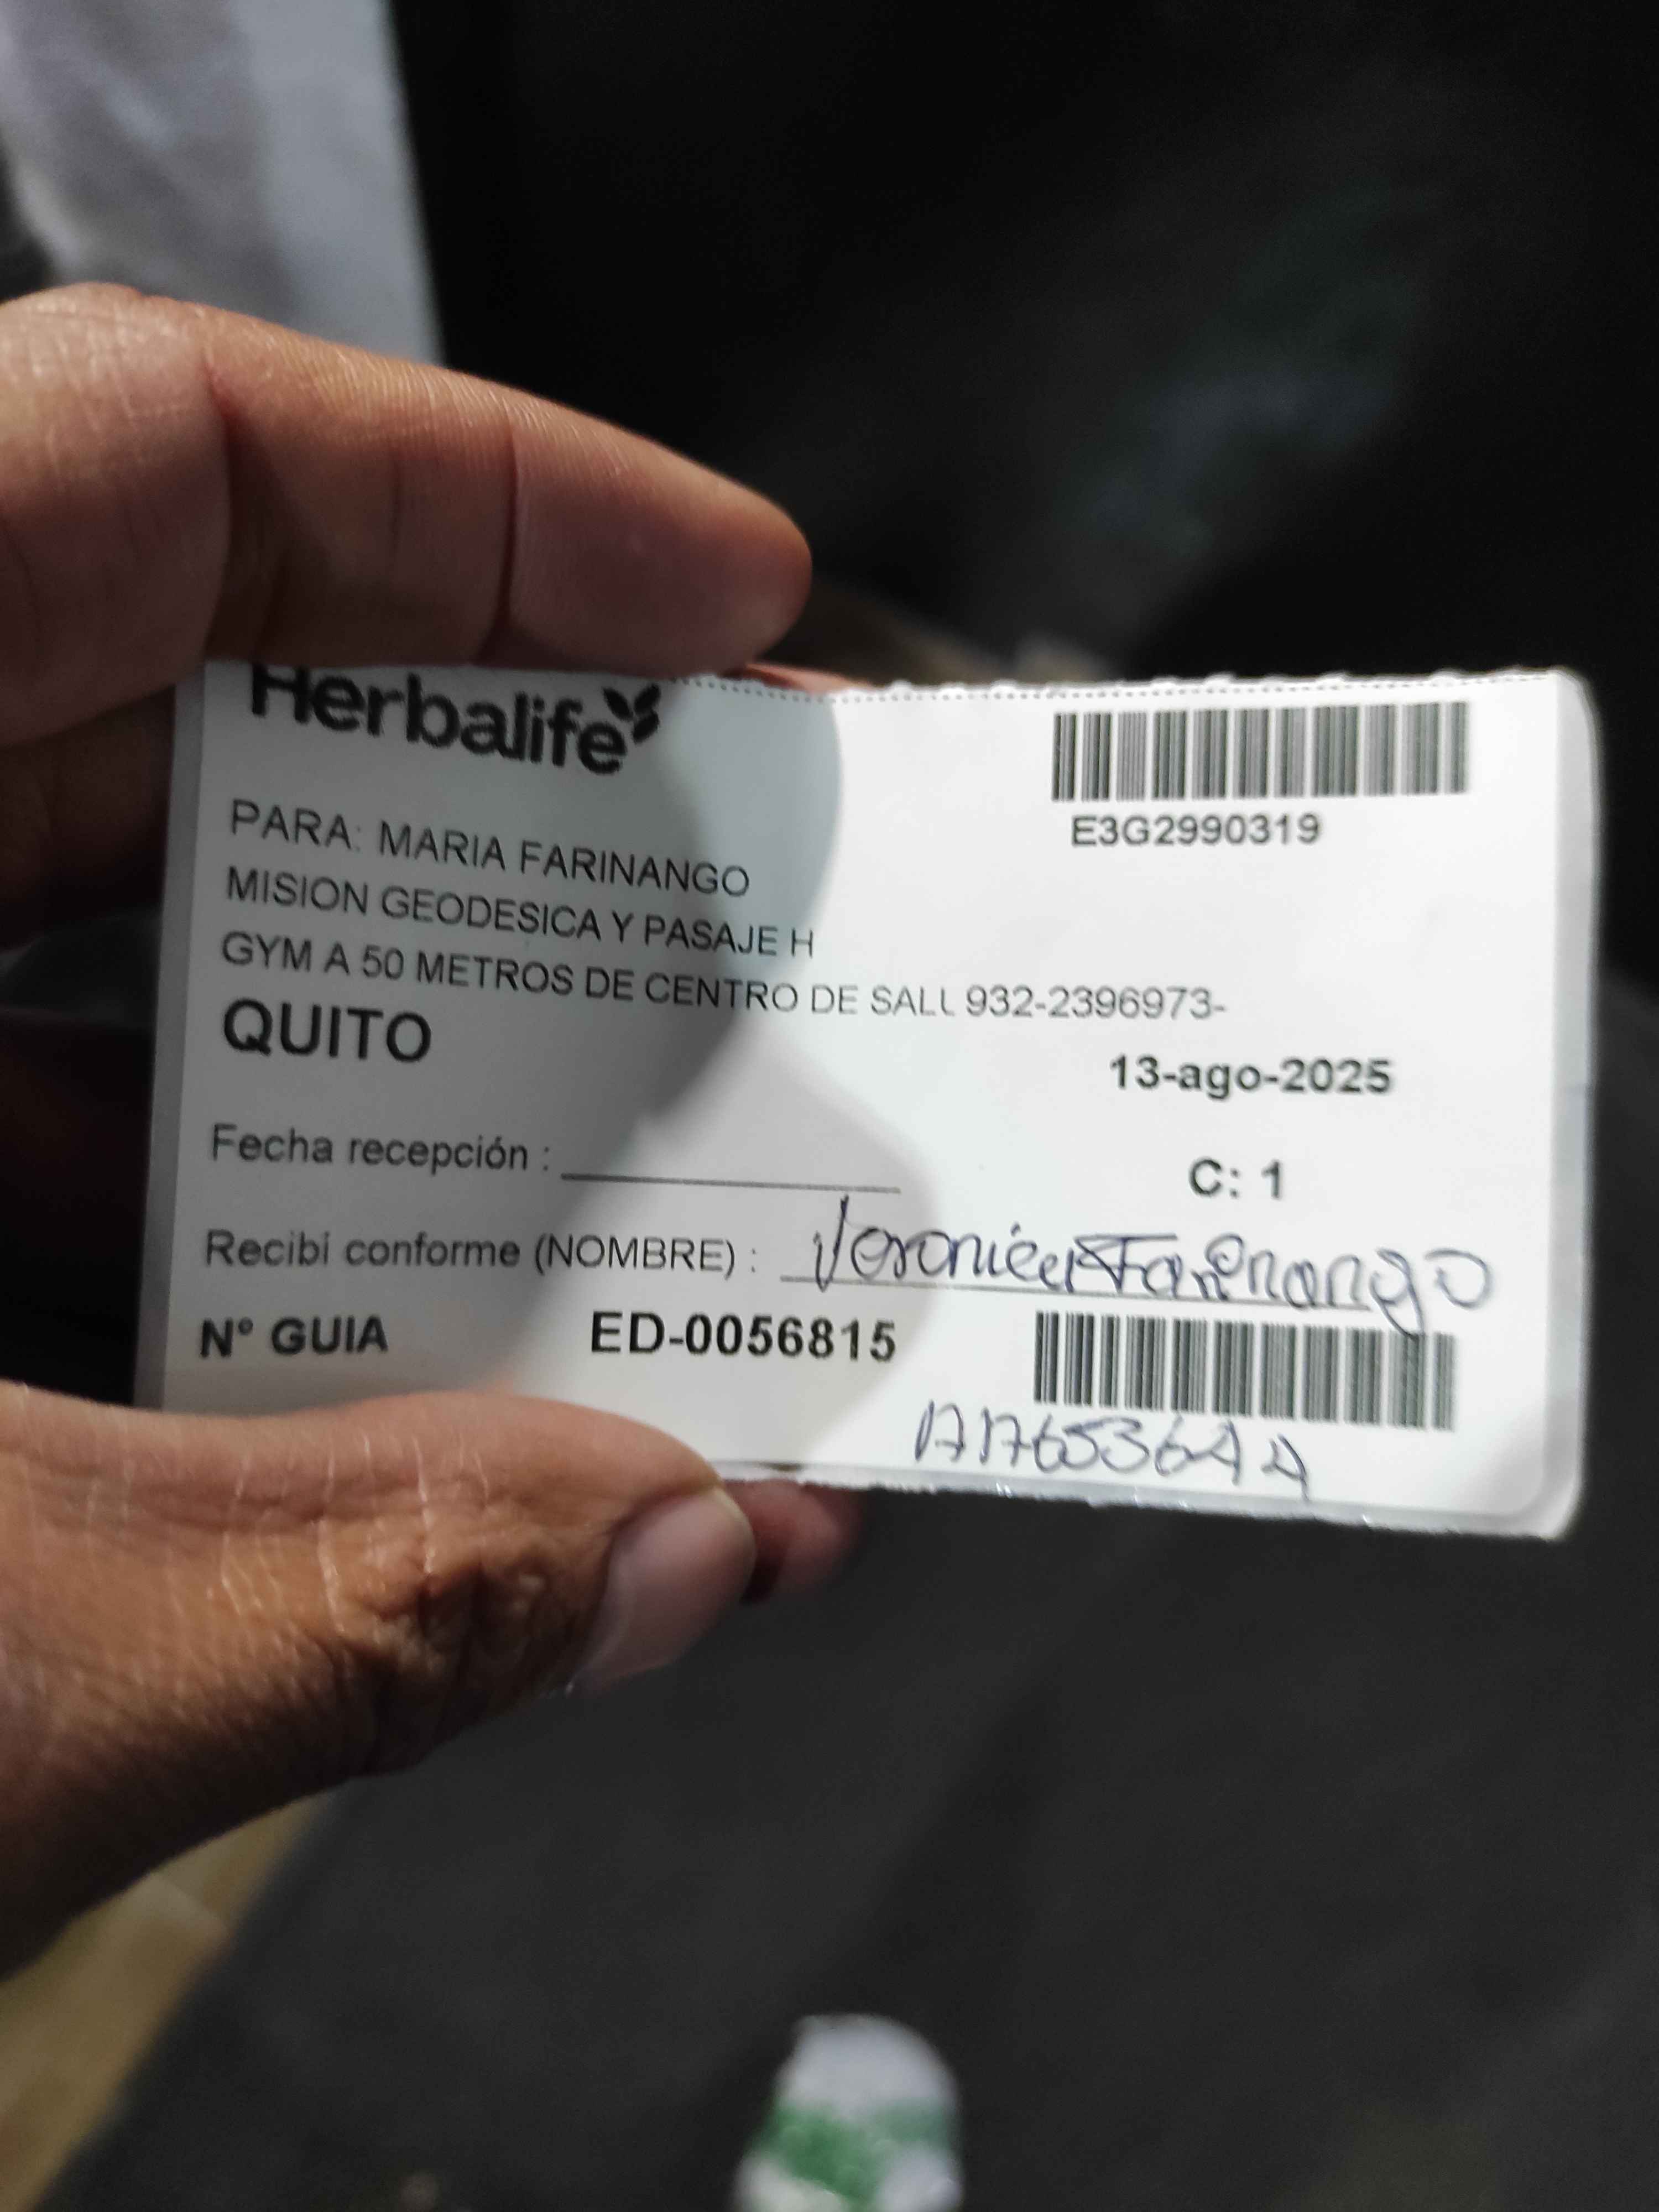 Herbalife
E3G2990319
PARA: MARIA FARINANGO
MISION GEODESICA Y PASAJE H
GYM A 50 METROS DE CENTRO DE SALU 932-2396973-
QUITO
13-ago-2025
Fecha recepción :
C: 1
Recibi conforme (NOMBRE) : Veronica Farinango
N° GUIA ED-0056815